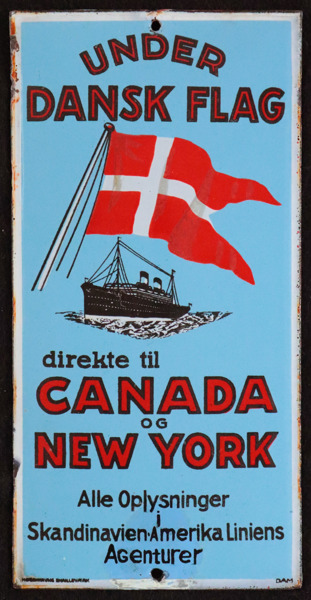 UNDER
DANSK FLAG
direkte til
CANADA
OG
NEW YORK
Alle Oplysninger
i
Skandinavien-Amerika Liniens
Agenturer
DAM